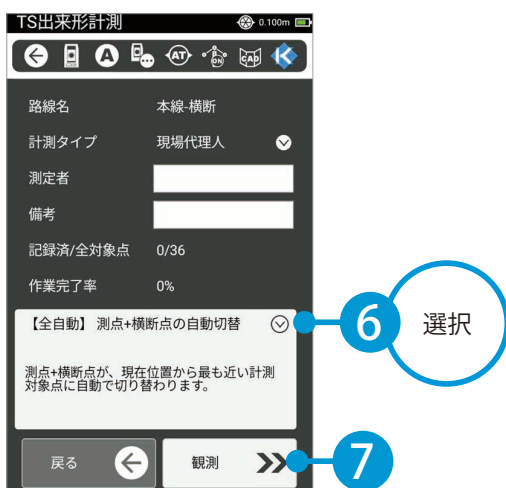 TS出来形計測 0.100m
A AT ON CAD
路線名 本線-横断
計測タイプ 現場代理人
測定者
備考
記録済/全対象点 0/36
作業完了率 0%
【全自動】 測点+横断点の自動切替
6 選択
測点+横断点が、現在位置から最も近い計測
対象点に自動で切り替わります。
戻る 観測 7